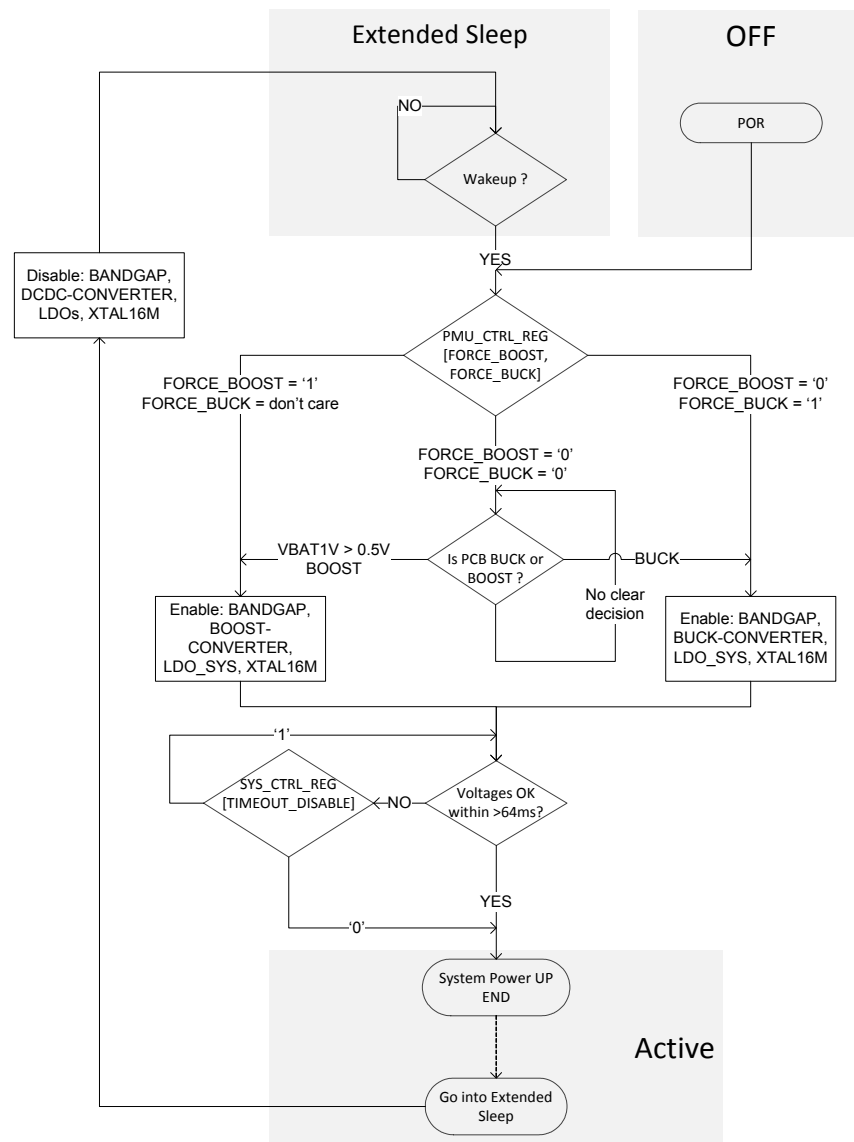 Extended Sleep
OFF
NO
POR
Wakeup ?
YES
Disable: BANDGAP,
DCDC-CONVERTER,
LDOs, XTAL16M
PMU_CTRL_REG
[FORCE_BOOST,
FORCE_BUCK]
FORCE_BOOST = ‘1’
FORCE_BUCK = don’t care
FORCE_BOOST = ‘0’
FORCE_BUCK = ‘1’
FORCE_BOOST = ‘0’
FORCE_BUCK = ‘0’
VBAT1V > 0.5V
BOOST
Is PCB BUCK or
BOOST ?
BUCK
No clear
decision
Enable: BANDGAP,
BOOST-
CONVERTER,
LDO_SYS, XTAL16M
Enable: BANDGAP,
BUCK-CONVERTER,
LDO_SYS, XTAL16M
‘1’
SYS_CTRL_REG
[TIMEOUT_DISABLE]
NO
Voltages OK
within >64ms?
YES
‘0’
System Power UP
END
Active
Go into Extended
Sleep